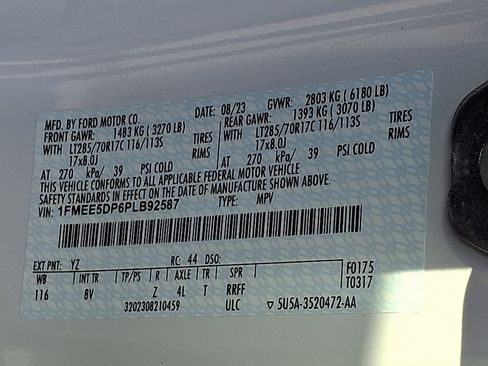 MFD. BY FORD MOTOR CO. DATE: 08/23 GVWR: 2803 KG ( 6180 LB)
FRONT GAWR: 1483 KG ( 3270 LB) REAR GAWR: 1393 KG ( 3070 LB)
WITH LT285/70R17C 116/113S TIRES WITH LT285/70R17C 116/113S TIRES
17x8.0J RIMS 17x8.0J RIMS
AT 270 kPa/ 39 PSI COLD AT 270 kPa/ 39 PSI COLD
THIS VEHICLE CONFORMS TO ALL APPLICABLE FEDERAL MOTOR VEHICLE
SAFETY STANDARDS IN EFFECT ON THE DATE OF MANUFACTURE SHOWN ABOVE.
VIN: 1FMEE5DP6PLB92587 TYPE: MPV
EXT PNT: YZ RC: 44 DSO: F0175
WB INT TR TP/PS R AXLE TR SPR T0317
116 8V Z 4L T RRFF
3202308210459 ULC ▽ 5U5A-3520472-AA